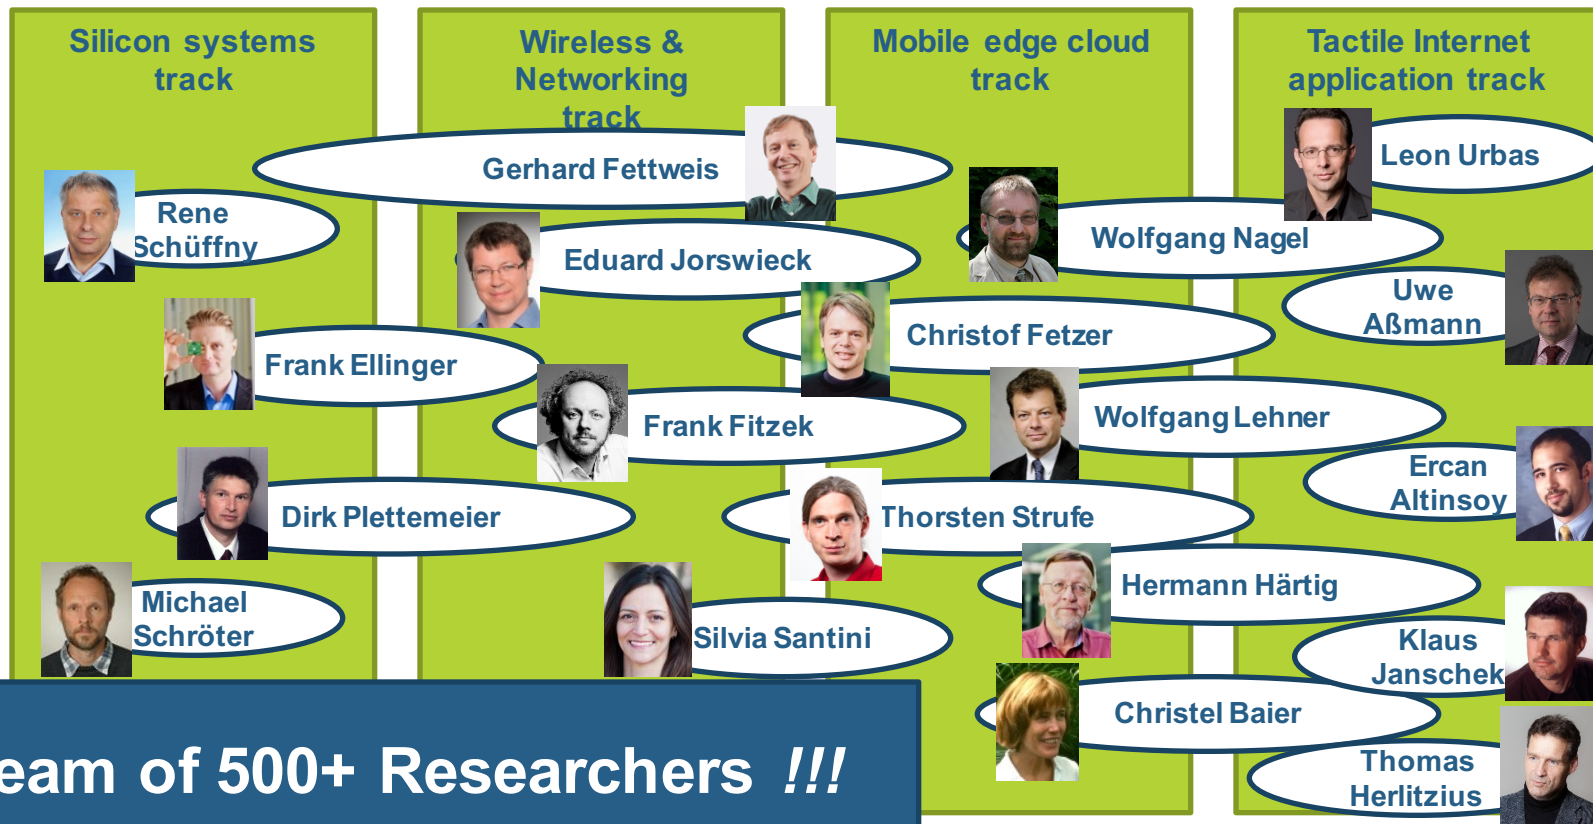 Silicon systems
track
Wireless &
Networking
track
Mobile edge cloud
track
Tactile Internet
application track
Gerhard Fettweis
Leon Urbas
Rene
Schüffny
Eduard Jorswieck
Wolfgang Nagel
Uwe
Aßmann
Frank Ellinger
Christof Fetzer
Frank Fitzek
Wolfgang Lehner
Ercan
Altinsoy
Dirk Plettemeier
Thorsten Strufe
Michael
Schröter
Silvia Santini
Hermann Härtig
Klaus
Janschek
Christel Baier
Thomas
Herlitzius
eam of 500+ Researchers !!!